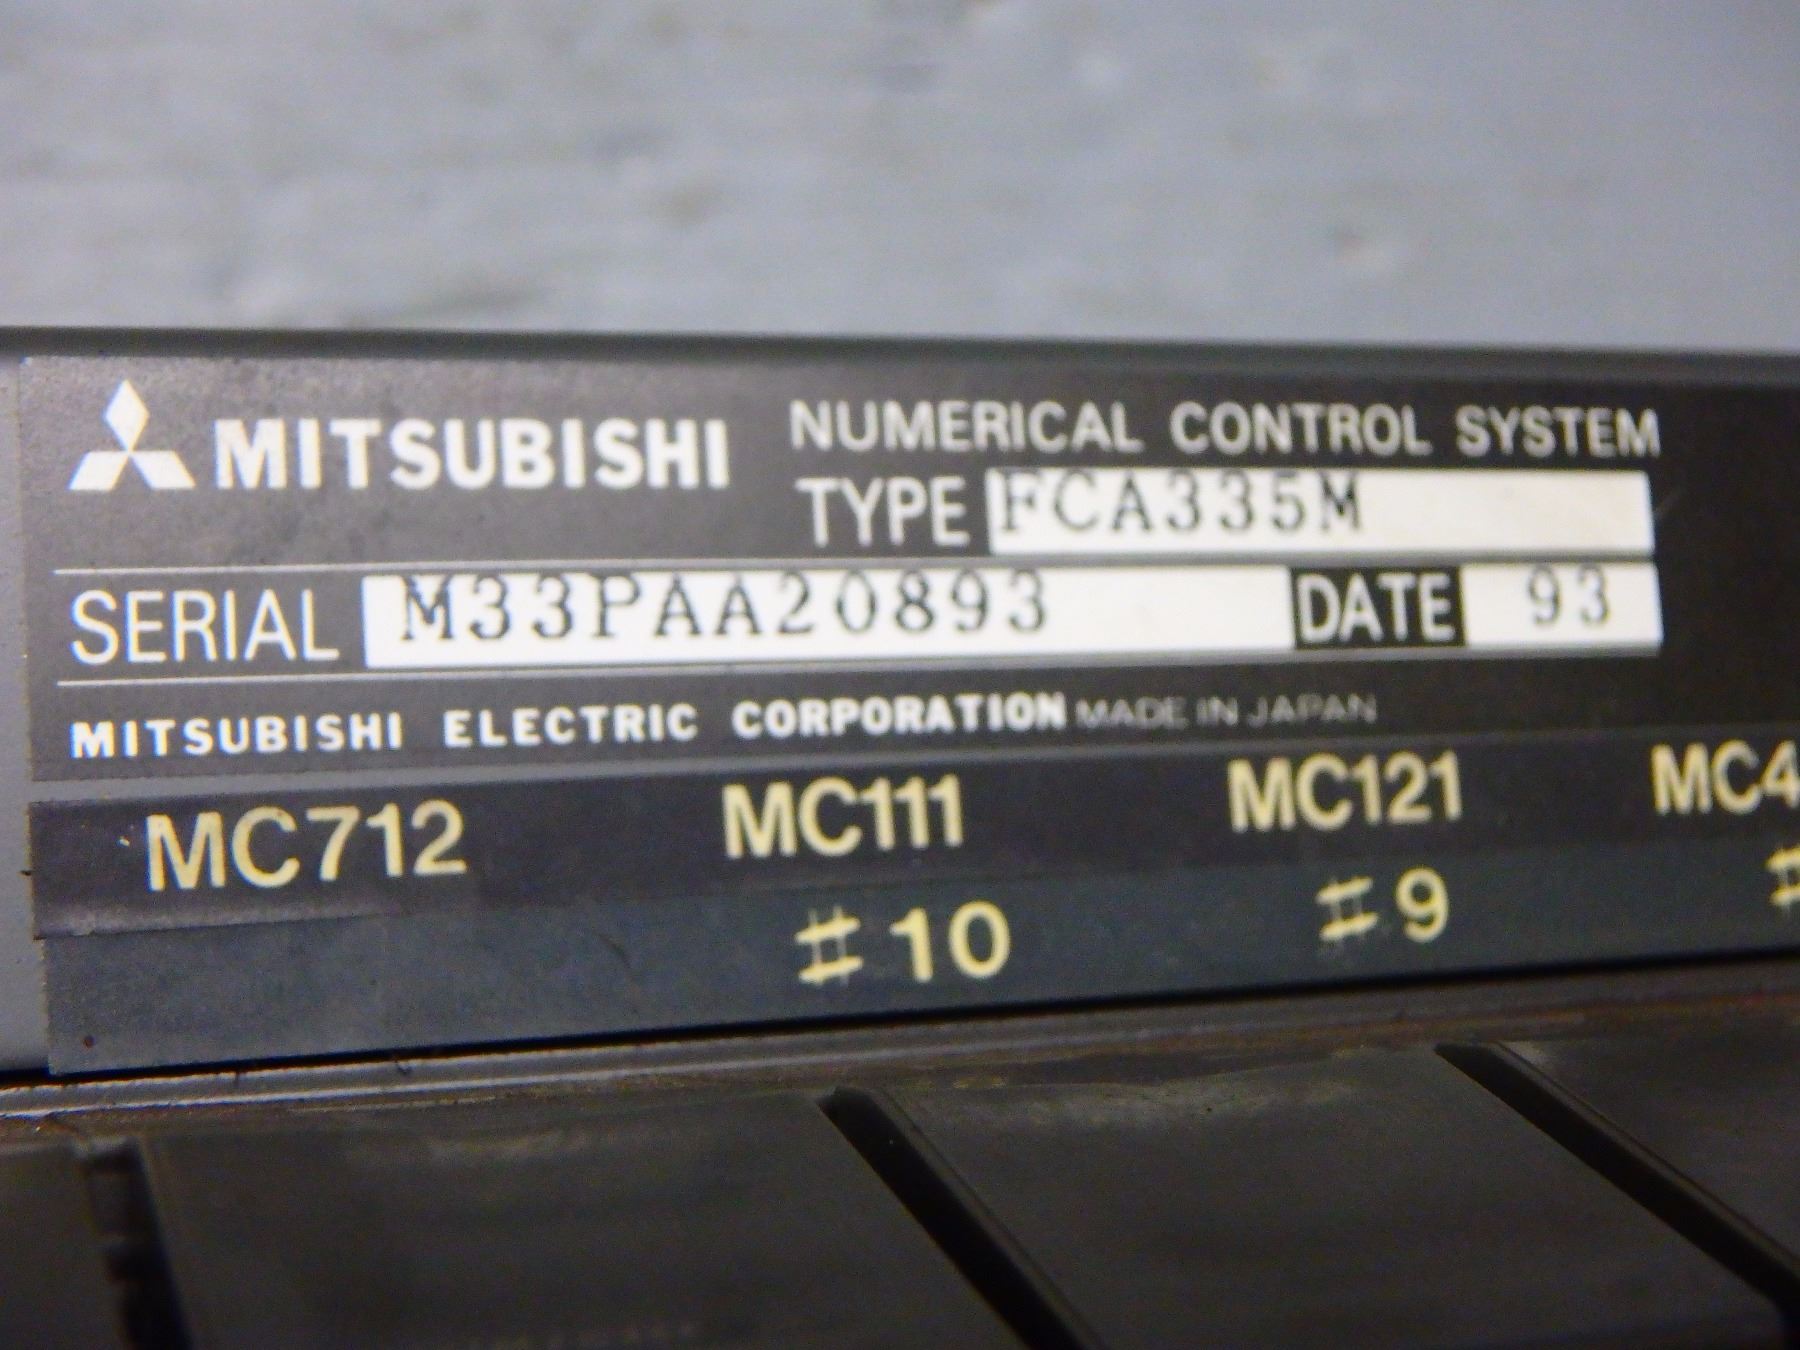 MITSUBISHI NUMERICAL CONTROL SYSTEM
TYPE FCA335M
SERIAL M33PAA20893 DATE 93
MITSUBISHI ELECTRIC CORPORATION MADE IN JAPAN
MC712 MC111 MC121 MC4
#10 #9 #